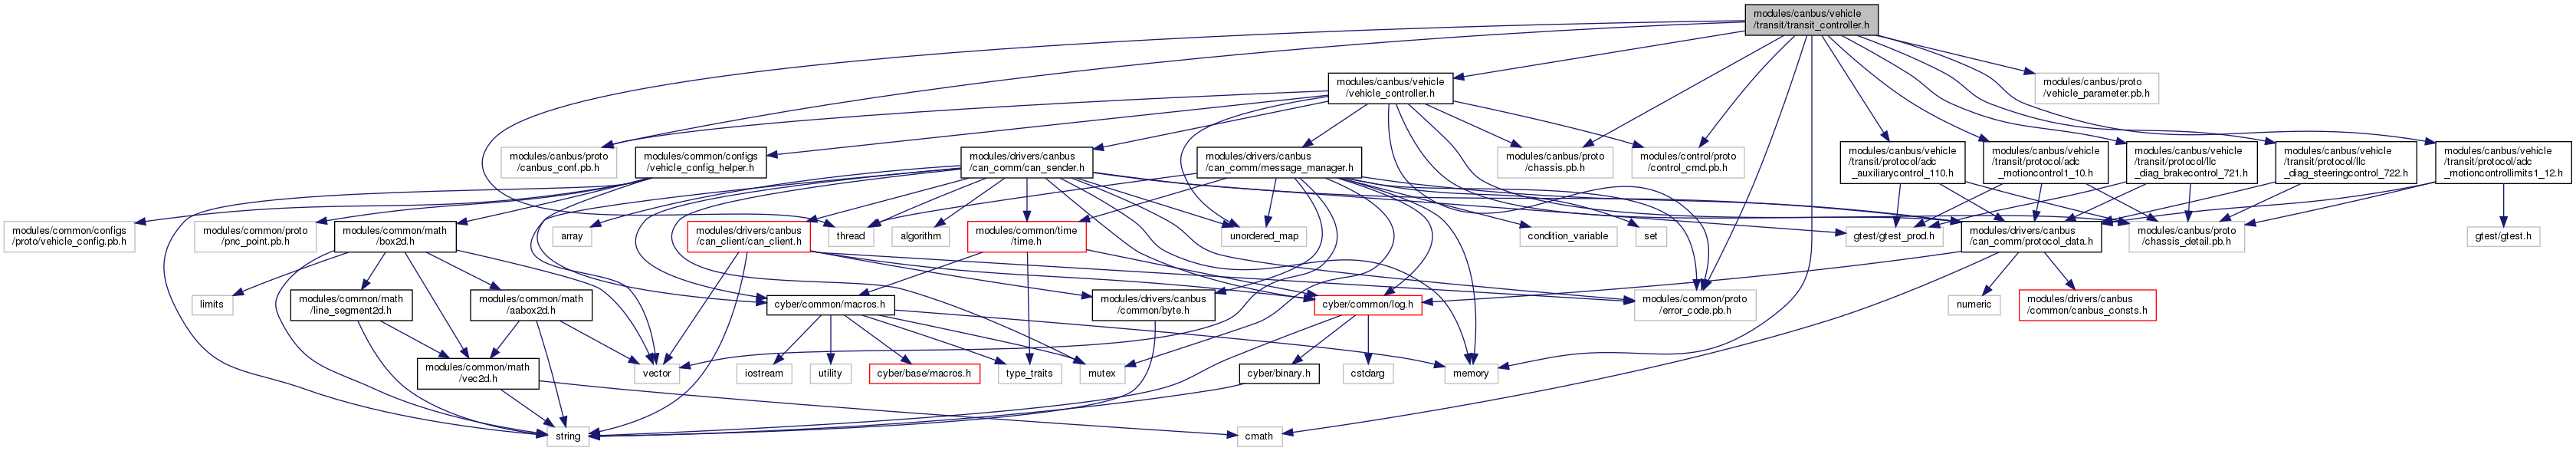 modules/canbus/vehicle
/transit/transit_controller.h
modules/canbus/vehicle
/vehicle_controller.h
modules/canbus/proto
/vehicle_parameter.pb.h
modules/canbus/proto
/canbus_conf.pb.h
modules/common/configs
/vehicle_config_helper.h
modules/drivers/canbus
/can_comm/can_sender.h
modules/drivers/canbus
/can_comm/message_manager.h
modules/canbus/proto
/chassis.pb.h
modules/control/proto
/control_cmd.pb.h
modules/canbus/vehicle
/transit/protocol/adc
_auxiliarycontrol_110.h
modules/canbus/vehicle
/transit/protocol/adc
_motioncontrol1_10.h
modules/canbus/vehicle
/transit/protocol/llc
_diag_brakecontrol_721.h
modules/canbus/vehicle
/transit/protocol/llc
_diag_steeringcontrol_722.h
modules/canbus/vehicle
/transit/protocol/adc
_motioncontrollimits1_12.h
modules/common/configs
/proto/vehicle_config.pb.h
modules/common/proto
/pnc_point.pb.h
modules/common/math
/box2d.h
array
modules/drivers/canbus
/can_client/can_client.h
thread
algorithm
modules/common/time
/time.h
unordered_map
condition_variable
set
gtest/gtest_prod.h
modules/drivers/canbus
/can_comm/protocol_data.h
modules/canbus/proto
/chassis_detail.pb.h
gtest/gtest.h
limits
modules/common/math
/line_segment2d.h
modules/common/math
/aabox2d.h
cyber/common/macros.h
modules/drivers/canbus
/common/byte.h
cyber/common/log.h
modules/common/proto
/error_code.pb.h
numeric
modules/drivers/canbus
/common/canbus_consts.h
modules/common/math
/vec2d.h
vector
iostream
utility
cyber/base/macros.h
type_traits
mutex
cyber/binary.h
cstdarg
memory
string
cmath